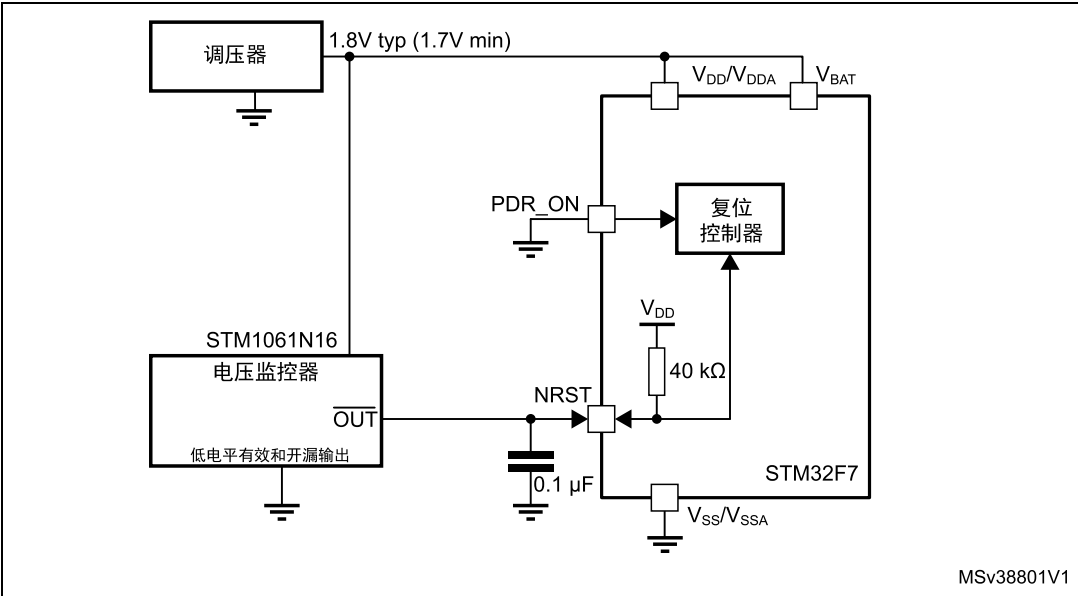 调压器
1.8V typ (1.7V min)
VDD/VDDA
VBAT
PDR_ON
复位
控制器
VDD
STM1061N16
电压监控器
40 kΩ
NRST
OUT
低电平有效和开漏输出
STM32F7
0.1 µF
VSS/VSSA
MSv38801V1